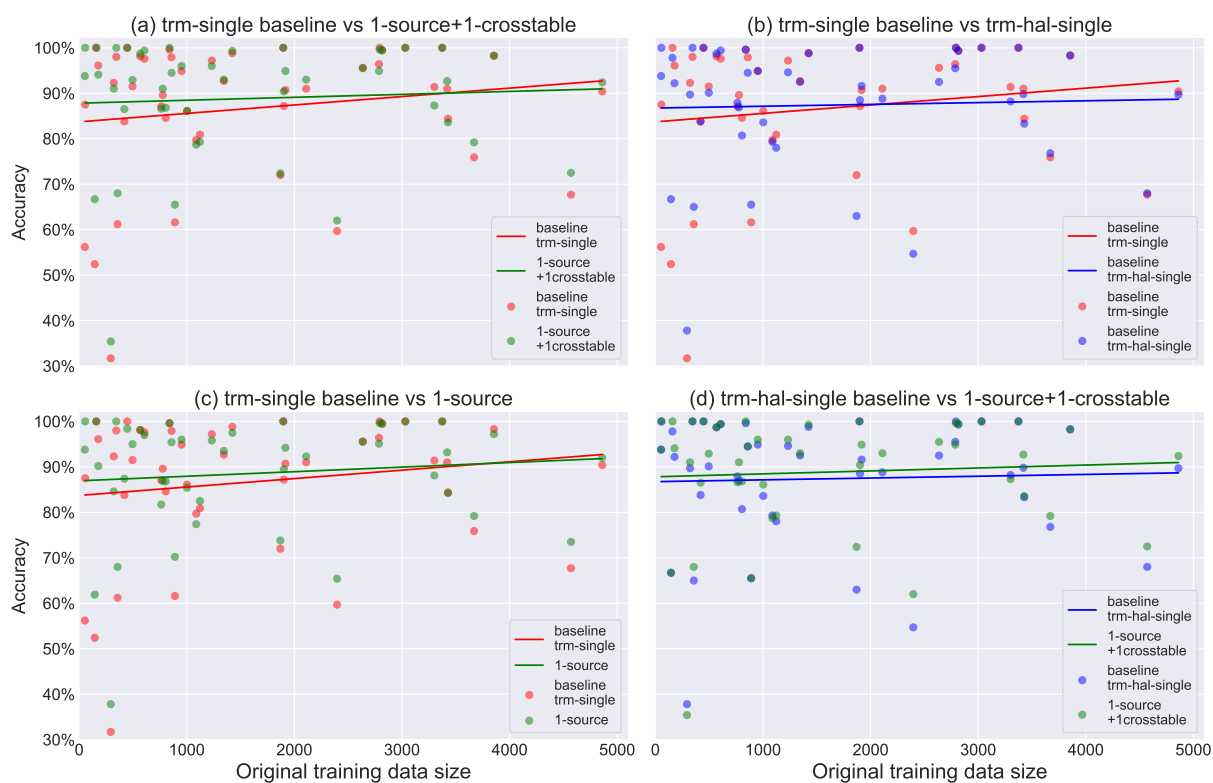 (a) trm-single baseline vs 1-source+1-crosstable
100%
90%
80%
70%
60%
50%
40%
30%
Accuracy
baseline
trm-single
1-source
+1crosstable
baseline
trm-single
1-source
+1crosstable
(b) trm-single baseline vs trm-hal-single
baseline
trm-single
baseline
trm-hal-single
baseline
trm-single
baseline
trm-hal-single
(c) trm-single baseline vs 1-source
100%
90%
80%
70%
60%
50%
40%
30%
Accuracy
baseline
trm-single
1-source
baseline
trm-single
1-source
0 1000 2000 3000 4000 5000
Original training data size
(d) trm-hal-single baseline vs 1-source+1-crosstable
baseline
trm-hal-single
1-source
+1crosstable
baseline
trm-hal-single
1-source
+1crosstable
0 1000 2000 3000 4000 5000
Original training data size